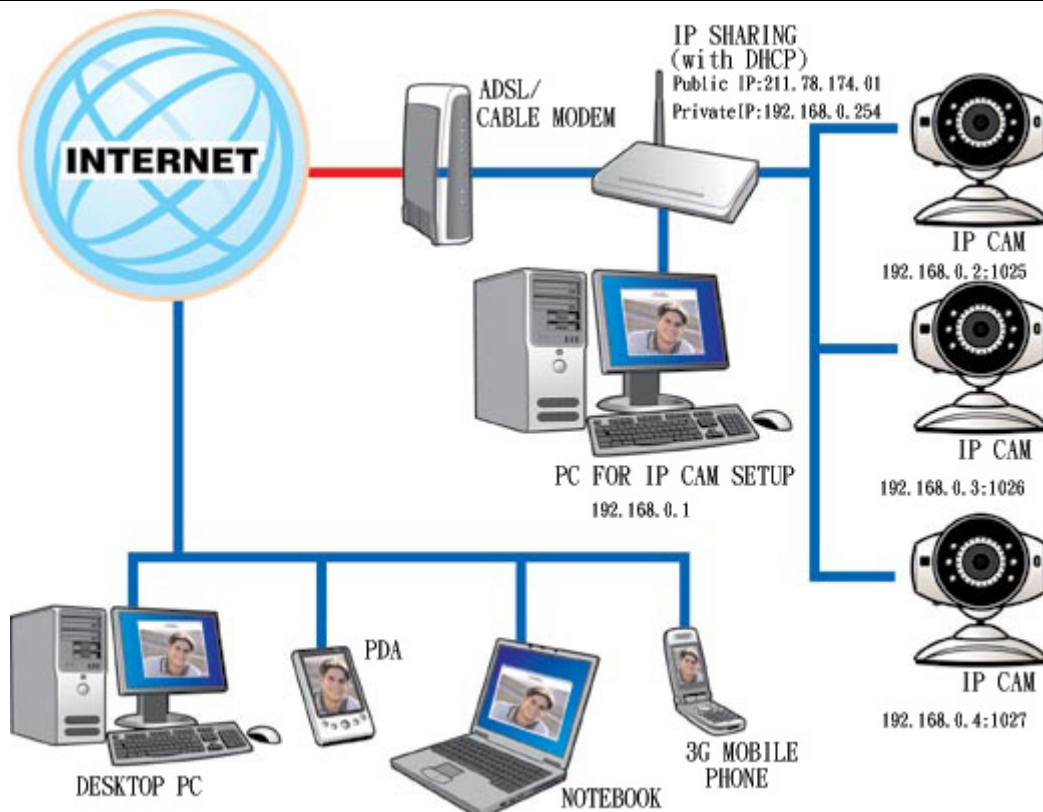 INTERNET
ADSL/
CABLE MODEM
IP SHARING
(with DHCP)
Public IP:211.78.174.01
PrivateIP:192.168.0.254
IP CAM
192.168.0.2:1025
IP CAM
192.168.0.3:1026
IP CAM
192.168.0.4:1027
PC FOR IP CAM SETUP
192.168.0.1
DESKTOP PC
PDA
NOTEBOOK
3G MOBILE
PHONE